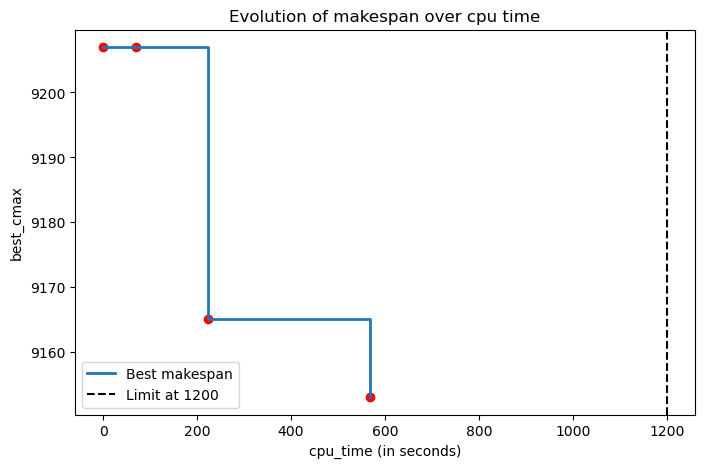 Evolution of makespan over cpu time
best_cmax
9200
9190
9180
9170
9160
Best makespan
Limit at 1200
0
200
400
600
800
1000
1200
cpu_time (in seconds)